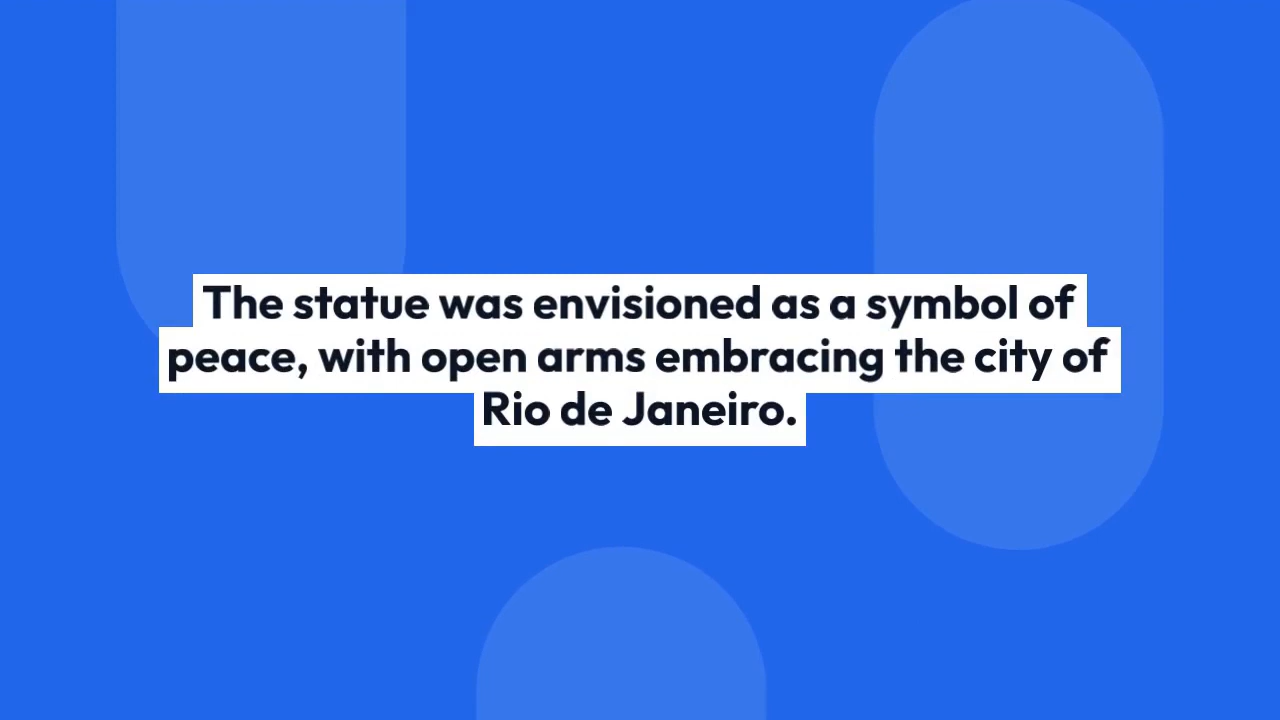 The statue was envisioned as a symbol of
peace, with open arms embracing the city of
Rio de Janeiro.